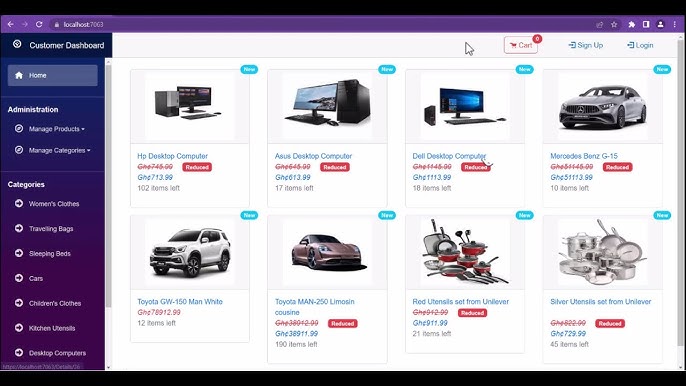 localhost:7063
Customer Dashboard
Cart
0
Sign Up
Login
Home
Administration
Manage Products
Manage Categories
Categories
Women's Clothes
Travelling Bags
Sleeping Beds
Cars
Children's Clothes
Kitchen Utensils
Desktop Computers
https://localhost:7063/Details/16
New
Hp Desktop Computer
Gh¢745.99 Reduced
Gh¢713.99
102 items left
New
Asus Desktop Computer
Gh¢645.99 Reduced
Gh¢613.99
17 items left
New
Dell Desktop Computer
Gh¢1145.99 Reduced
Gh¢1113.99
18 items left
New
Mercedes Benz G-15
Gh¢51145.99 Reduced
Gh¢51113.99
10 items left
New
Toyota GW-150 Man White
Gh¢78912.99
12 items left
New
Toyota MAN-250 Limosin
cousine
Gh¢38912.99 Reduced
Gh¢38911.99
190 items left
New
Red Utensils set from Unilever
Gh¢912.99 Reduced
Gh¢911.99
21 items left
New
Silver Utensils set from Unilever
Gh¢822.99 Reduced
Gh¢729.99
45 items left